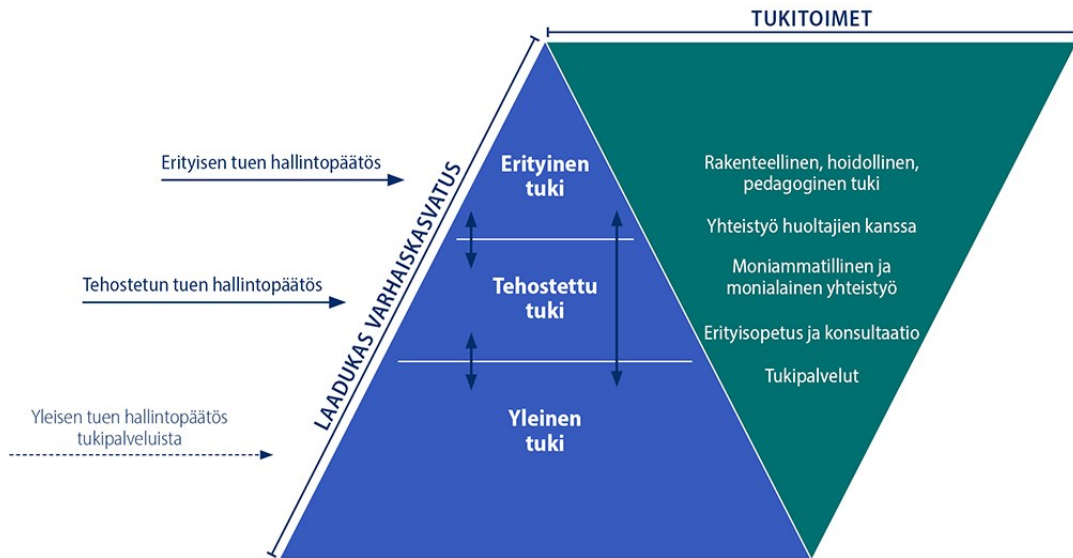 TUKITOIMET
LAADUKAS VARHAISKASVATUS
Erityisen tuen hallintopäätös
Tehostetun tuen hallintopäätös
Yleisen tuen hallintopäätös
tukipalveluista
Erityinen
tuki
Tehostettu
tuki
Yleinen
tuki
Rakenteellinen, hoidollinen,
pedagoginen tuki
Yhteistyö huoltajien kanssa
Moniammatillinen ja
monialainen yhteistyö
Erityisopetus ja konsultaatio
Tukipalvelut